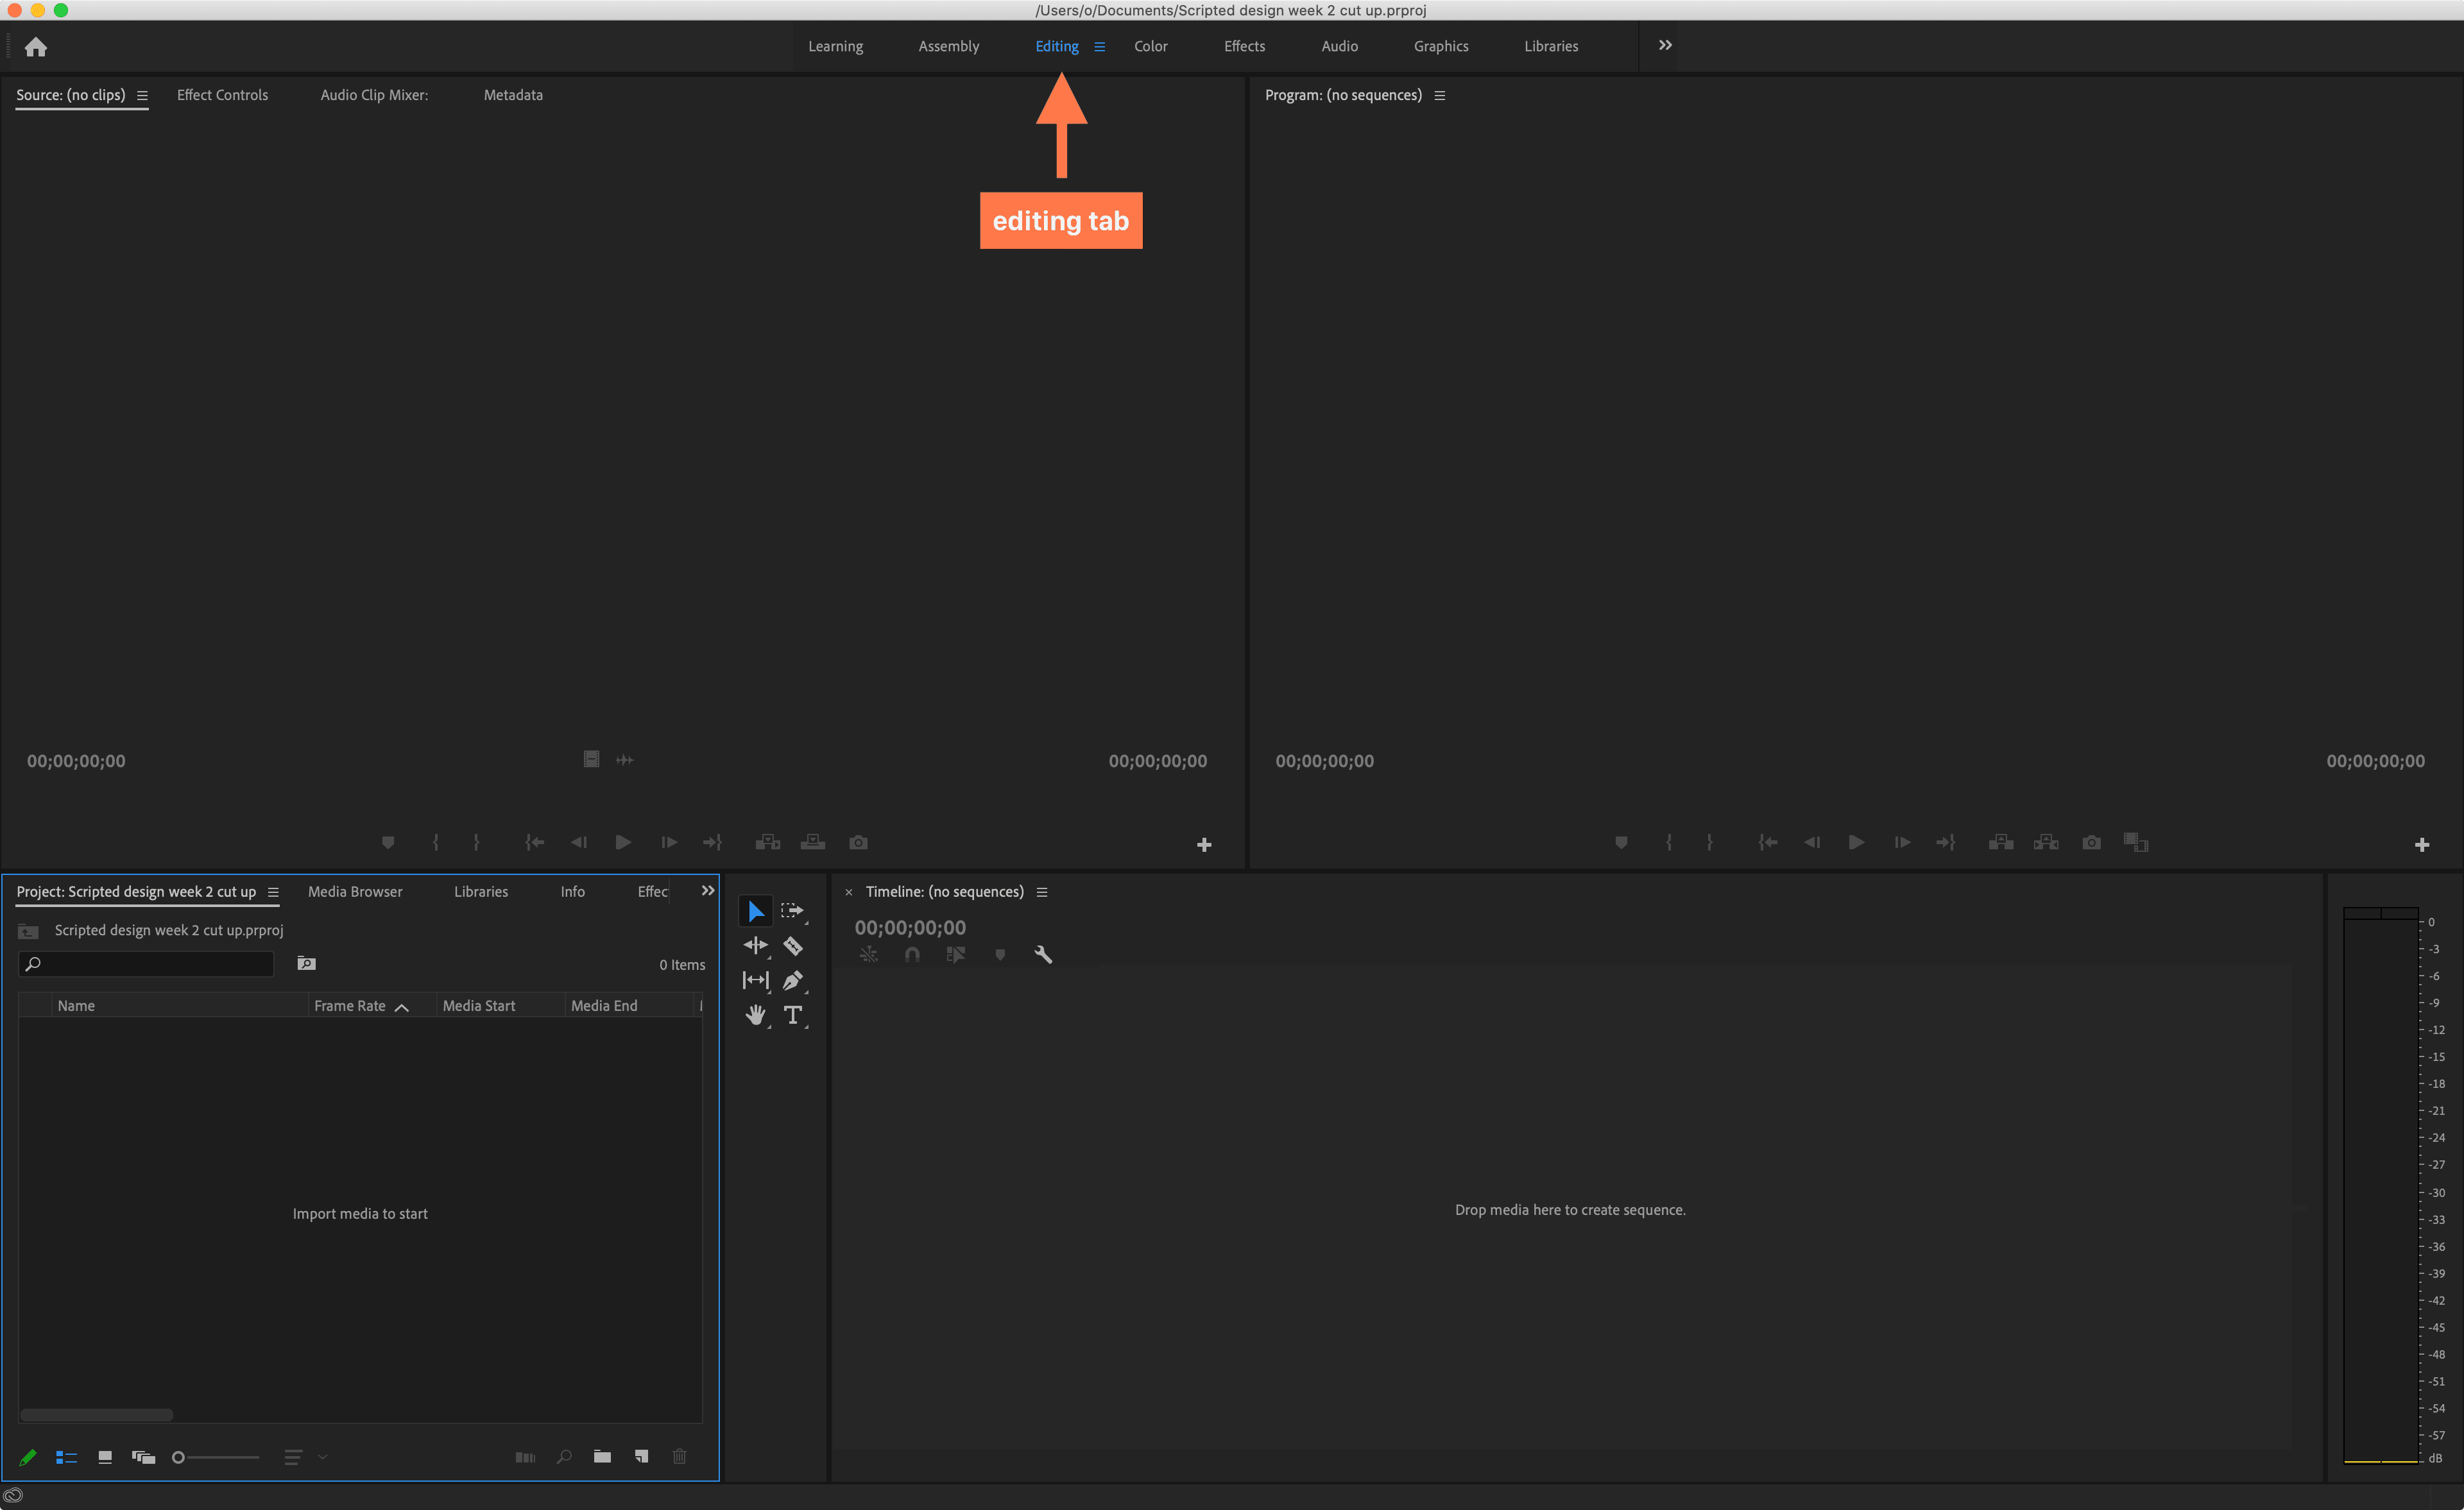 /Users/o/Documents/Scripted design week 2 cut up.prproj
Learning Assembly Editing Color Effects Audio Graphics Libraries
Source: (no clips) Effect Controls Audio Clip Mixer: Metadata
Program: (no sequences)
editing tab
00;00;00;00 00;00;00;00
00;00;00;00 00;00;00;00
Project: Scripted design week 2 cut up Media Browser Libraries Info Effec
Scripted design week 2 cut up.prproj
0 Items
Name Frame Rate Media Start Media End
Import media to start
Timeline: (no sequences)
00;00;00;00
Drop media here to create sequence.
0
-3
-6
-9
-12
-15
-18
-21
-24
-27
-30
-33
-36
-39
-42
-45
-48
-51
-54
-57
dB